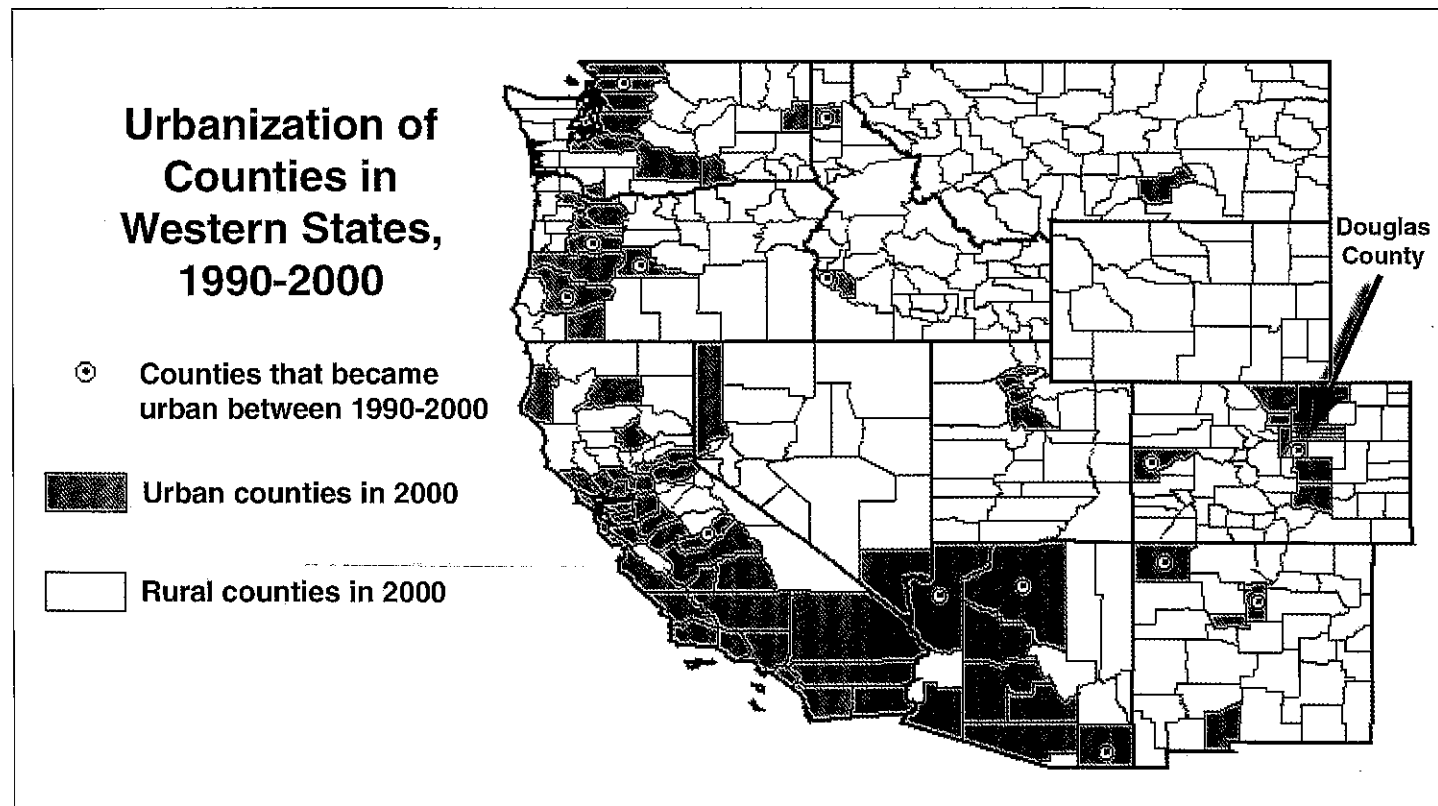 Urbanization of
Counties in
Western States,
1990-2000
Counties that became
urban between 1990-2000
Urban counties in 2000
Rural counties in 2000
Douglas
County